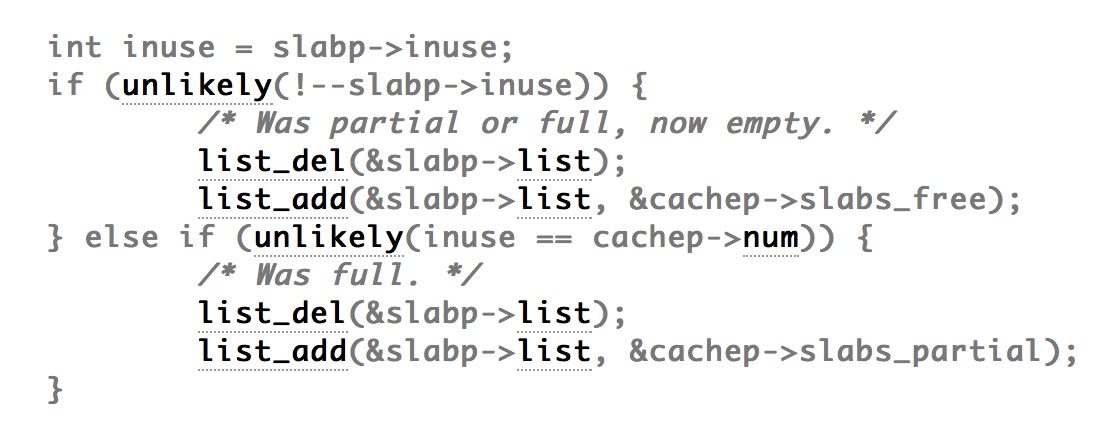 int inuse = slabp->inuse;
if (unlikely(!--slabp->inuse)) {
        /* Was partial or full, now empty. */
        list_del(&slabp->list);
        list_add(&slabp->list, &cachep->slabs_free);
} else if (unlikely(inuse == cachep->num)) {
        /* Was full. */
        list_del(&slabp->list);
        list_add(&slabp->list, &cachep->slabs_partial);
}